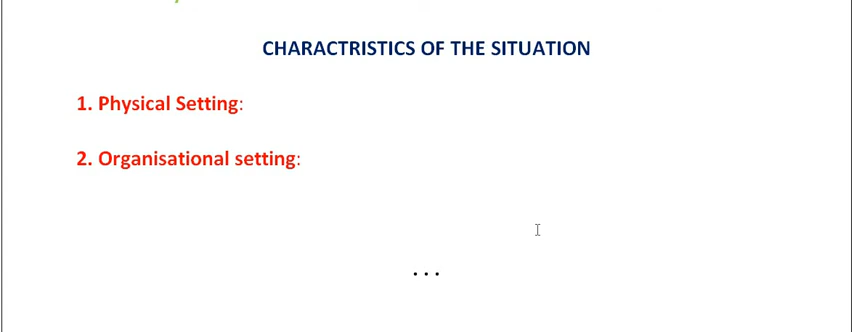 CHARACTRISTICS OF THE SITUATION
1. Physical Setting:
2. Organisational setting:
...